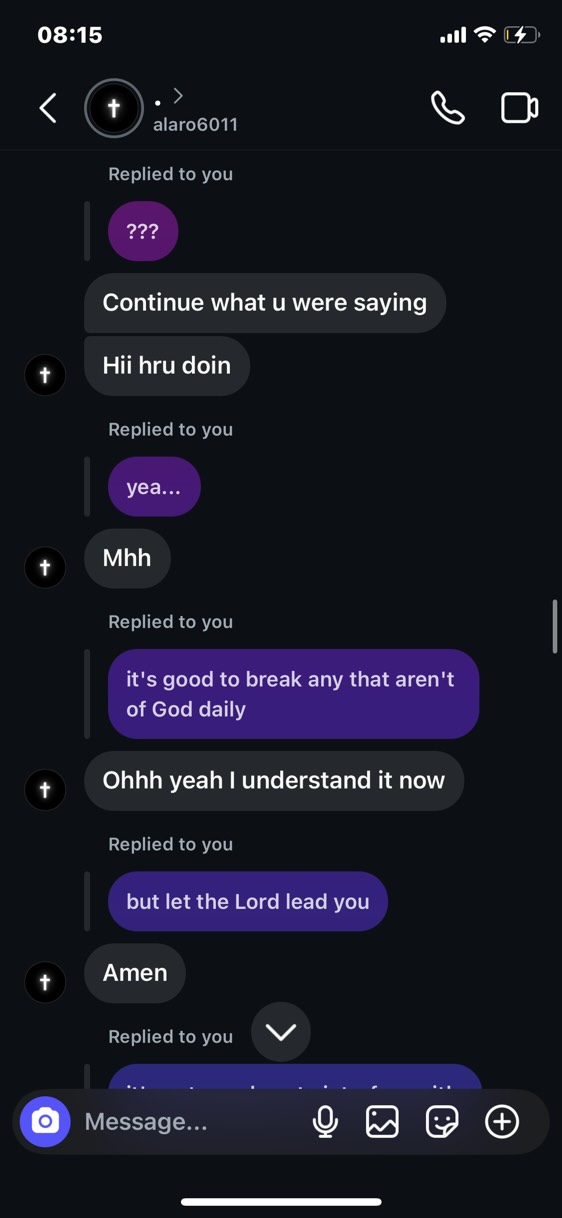 08:15
.
alaro6011
Replied to you
???
Continue what u were saying
Hii hru doin
Replied to you
yea...
Mhh
Replied to you
it's good to break any that aren't
of God daily
Ohhh yeah I understand it now
Replied to you
but let the Lord lead you
Amen
Replied to you
Message...